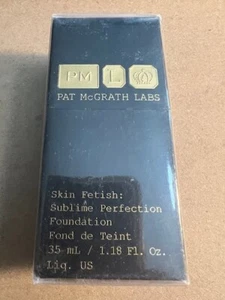 PM L
PAT McGRATH LABS
Skin Fetish:
Sublime Perfection
Foundation
Fond de Teint
35 mL / 1.18 Fl. Oz.
Liq. US